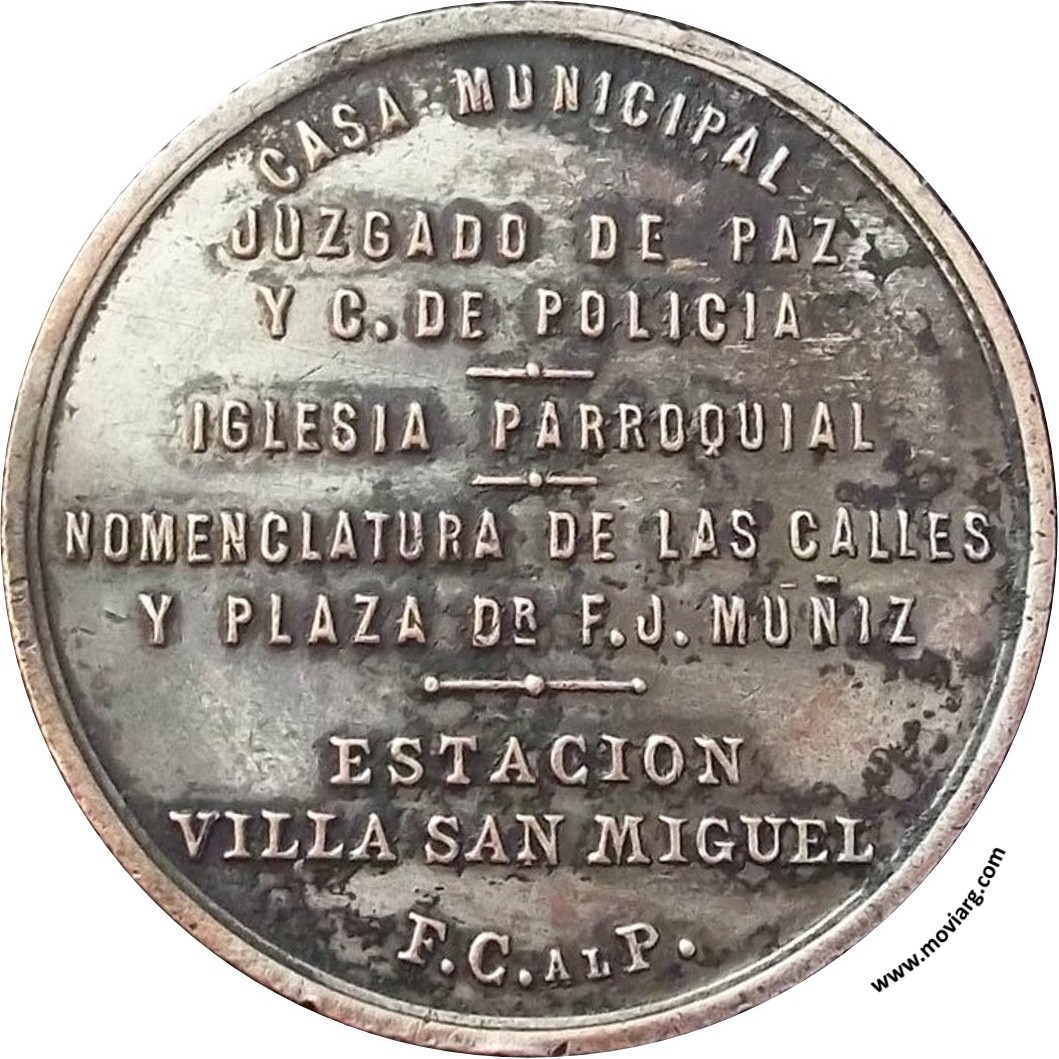 CASA MUNICIPAL
JUZGADO DE PAZ
Y C. DE POLICIA
IGLESIA PARROQUIAL
NOMENCLATURA DE LAS CALLES
Y PLAZA DR F.J. MUÑIZ
ESTACION
VILLA SAN MIGUEL
F.C. AL P.
www.moviarg.com